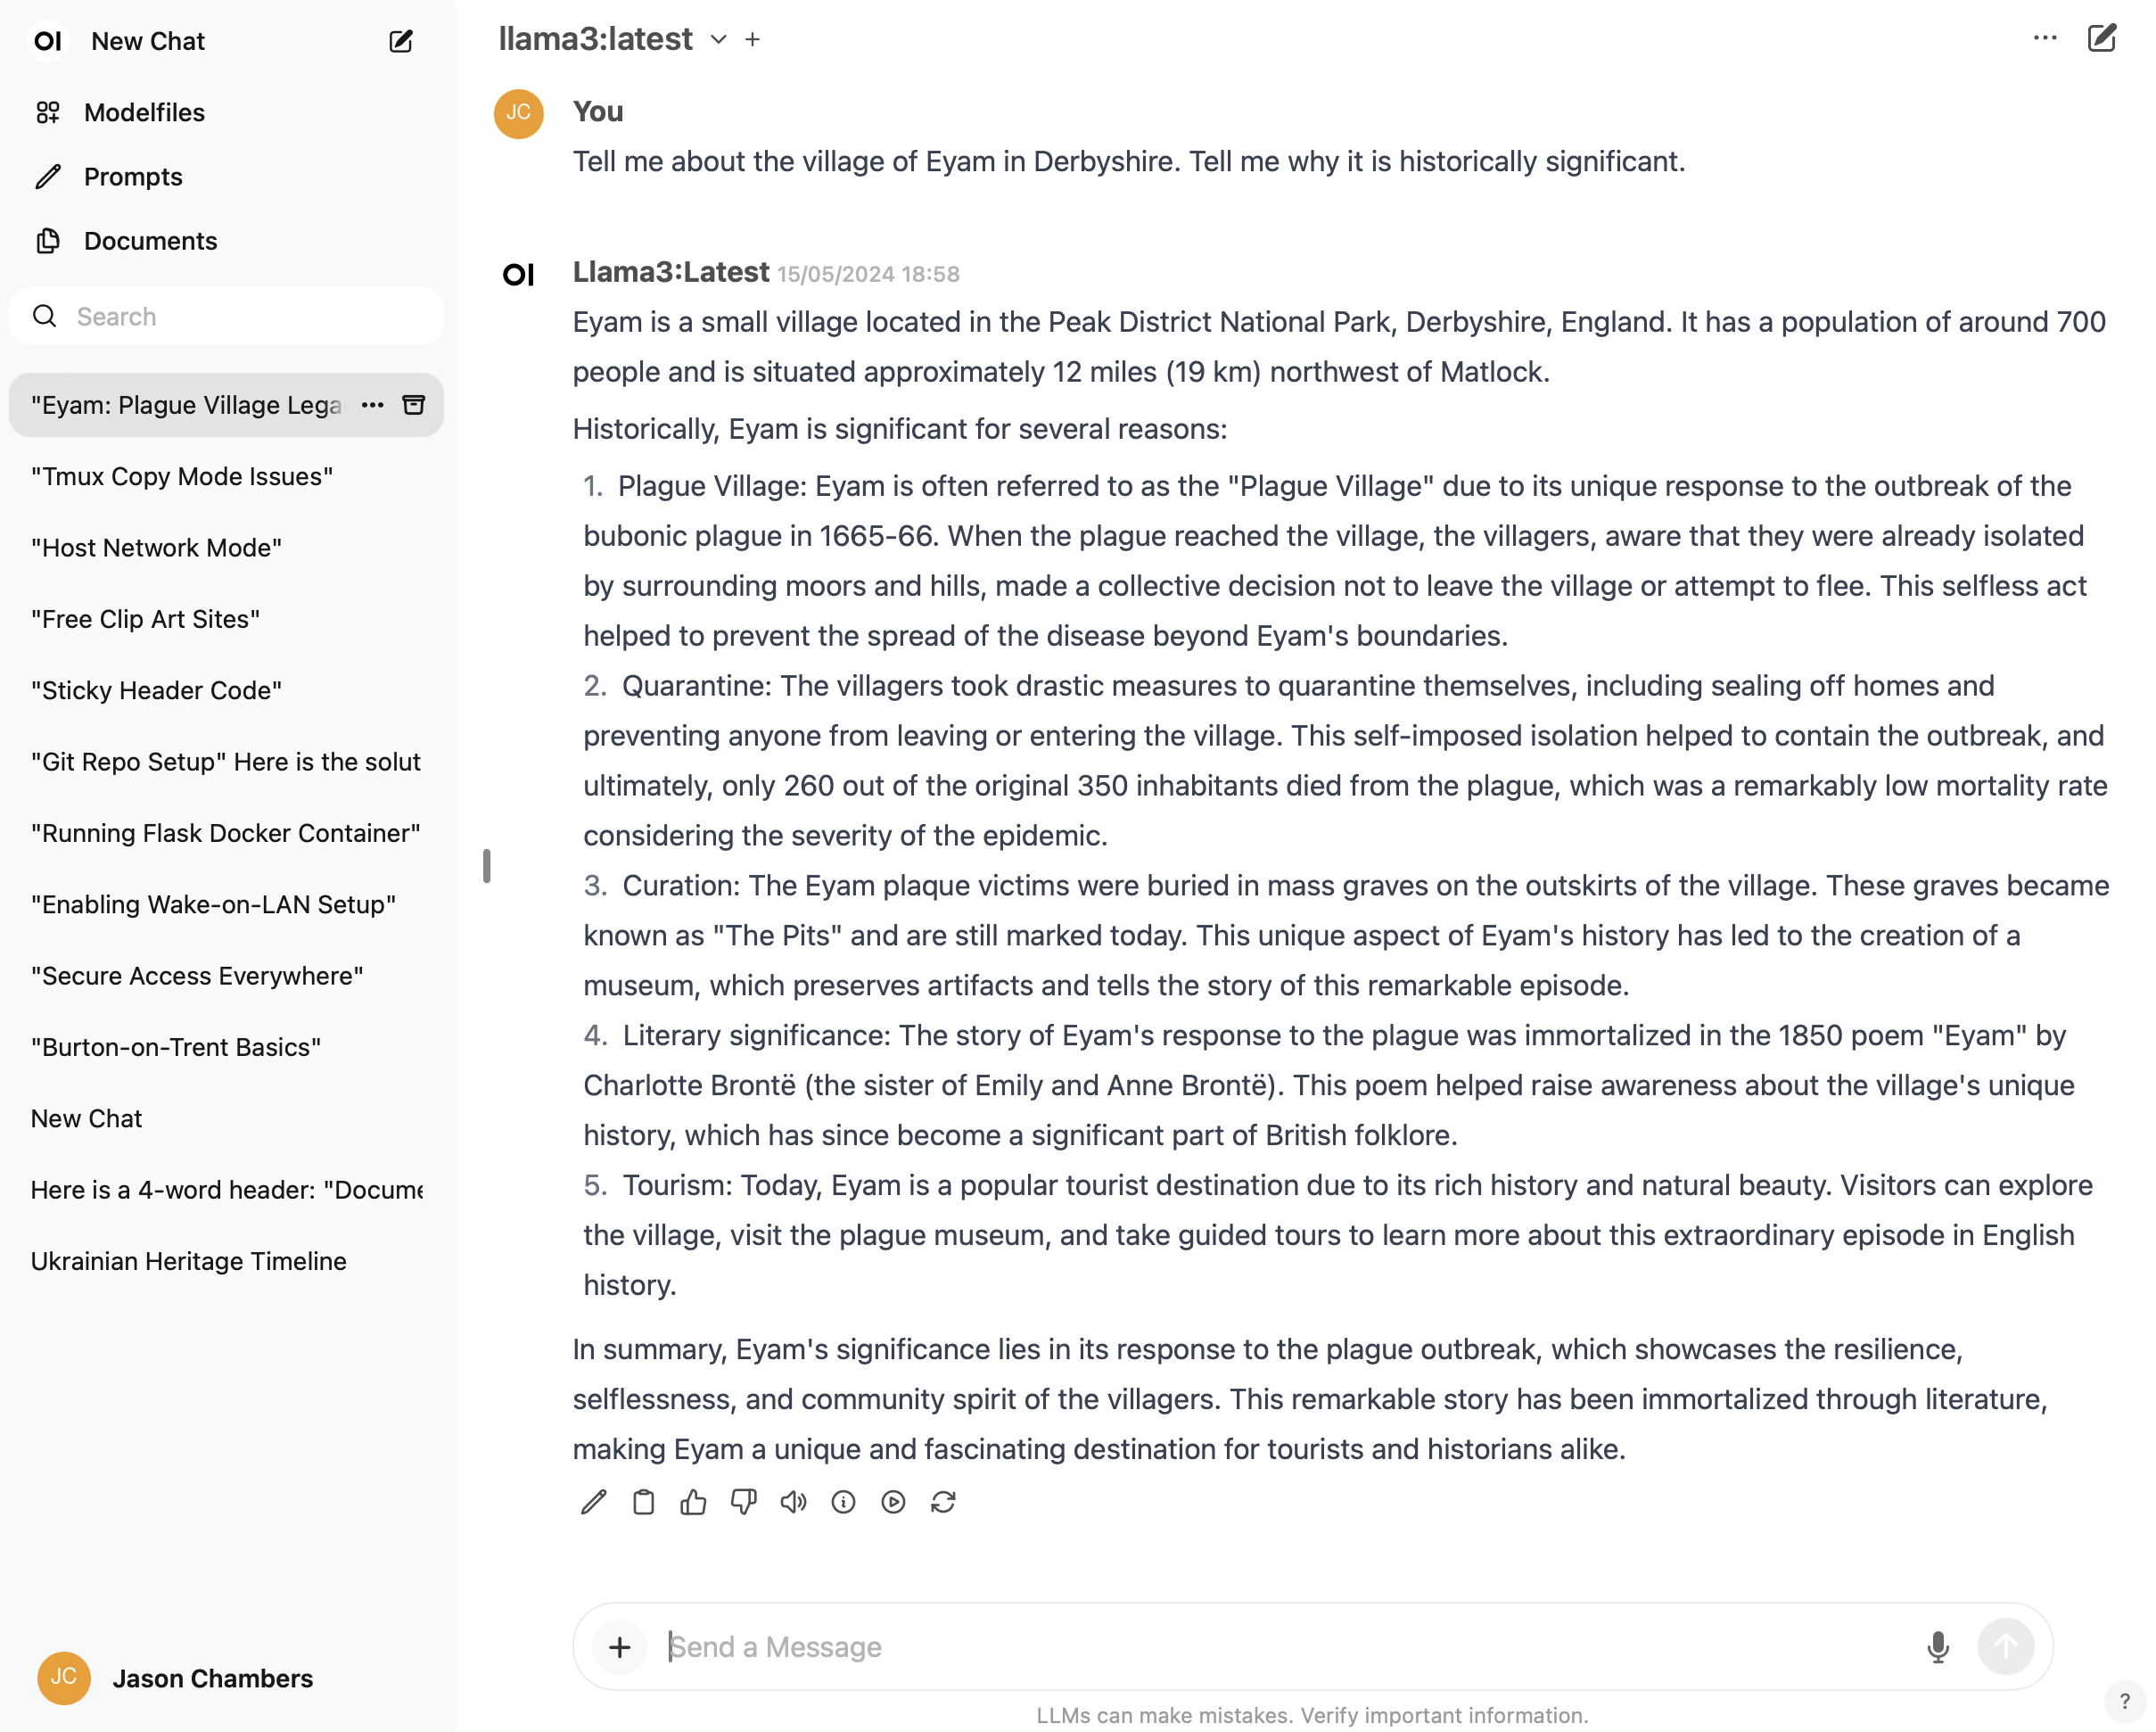 OI New Chat
Modelfiles
Prompts
Documents
Search
"Eyam: Plague Village Lega
"Tmux Copy Mode Issues"
"Host Network Mode"
"Free Clip Art Sites"
"Sticky Header Code"
"Git Repo Setup" Here is the solut
"Running Flask Docker Container"
"Enabling Wake-on-LAN Setup"
"Secure Access Everywhere"
"Burton-on-Trent Basics"
New Chat
Here is a 4-word header: "Docume
Ukrainian Heritage Timeline
JC Jason Chambers
llama3:latest
JC You
Tell me about the village of Eyam in Derbyshire. Tell me why it is historically significant.
OI Llama3:Latest 15/05/2024 18:58
Eyam is a small village located in the Peak District National Park, Derbyshire, England. It has a population of around 700
people and is situated approximately 12 miles (19 km) northwest of Matlock.
Historically, Eyam is significant for several reasons:
1. Plague Village: Eyam is often referred to as the "Plague Village" due to its unique response to the outbreak of the
bubonic plague in 1665-66. When the plague reached the village, the villagers, aware that they were already isolated
by surrounding moors and hills, made a collective decision not to leave the village or attempt to flee. This selfless act
helped to prevent the spread of the disease beyond Eyam's boundaries.
2. Quarantine: The villagers took drastic measures to quarantine themselves, including sealing off homes and
preventing anyone from leaving or entering the village. This self-imposed isolation helped to contain the outbreak, and
ultimately, only 260 out of the original 350 inhabitants died from the plague, which was a remarkably low mortality rate
considering the severity of the epidemic.
3. Curation: The Eyam plaque victims were buried in mass graves on the outskirts of the village. These graves became
known as "The Pits" and are still marked today. This unique aspect of Eyam's history has led to the creation of a
museum, which preserves artifacts and tells the story of this remarkable episode.
4. Literary significance: The story of Eyam's response to the plague was immortalized in the 1850 poem "Eyam" by
Charlotte Brontë (the sister of Emily and Anne Brontë). This poem helped raise awareness about the village's unique
history, which has since become a significant part of British folklore.
5. Tourism: Today, Eyam is a popular tourist destination due to its rich history and natural beauty. Visitors can explore
the village, visit the plague museum, and take guided tours to learn more about this extraordinary episode in English
history.
In summary, Eyam's significance lies in its response to the plague outbreak, which showcases the resilience,
selflessness, and community spirit of the villagers. This remarkable story has been immortalized through literature,
making Eyam a unique and fascinating destination for tourists and historians alike.
Send a Message
LLMs can make mistakes. Verify important information.
?